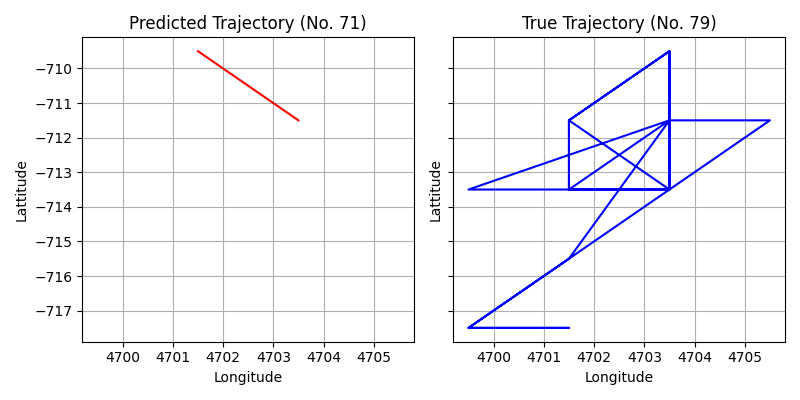 Predicted Trajectory (No. 71)
−710
−711
−712
−713
−714
−715
−716
−717
Lattitude
4700 4701 4702 4703 4704 4705
Longitude
True Trajectory (No. 79)
Lattitude
4700 4701 4702 4703 4704 4705
Longitude